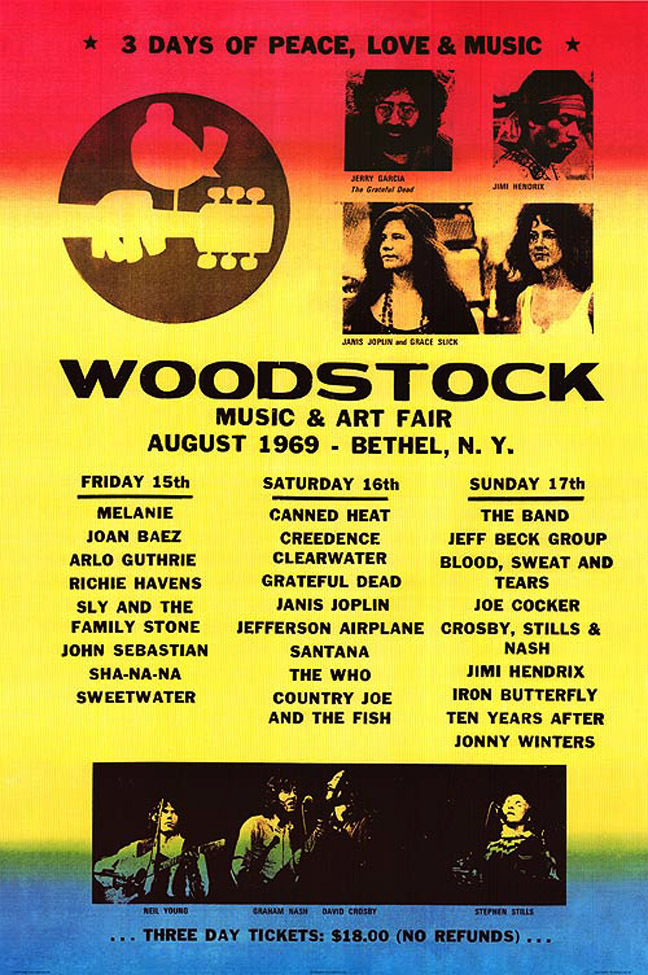 ★ 3 DAYS OF PEACE, LOVE & MUSIC ★
JERRY GARCIA
The Grateful Dead
JIMI HENDRIX
JANIS JOPLIN and GRACE SLICK
WOODSTOCK
MUSIC & ART FAIR
AUGUST 1969 - BETHEL, N. Y.
FRIDAY 15th
MELANIE
JOAN BAEZ
ARLO GUTHRIE
RICHIE HAVENS
SLY AND THE
FAMILY STONE
JOHN SEBASTIAN
SHA-NA-NA
SWEETWATER
SATURDAY 16th
CANNED HEAT
CREEDENCE
CLEARWATER
GRATEFUL DEAD
JANIS JOPLIN
JEFFERSON AIRPLANE
SANTANA
THE WHO
COUNTRY JOE
AND THE FISH
SUNDAY 17th
THE BAND
JEFF BECK GROUP
BLOOD, SWEAT AND
TEARS
JOE COCKER
CROSBY, STILLS &
NASH
JIMI HENDRIX
IRON BUTTERFLY
TEN YEARS AFTER
JONNY WINTERS
NEIL YOUNG
GRAHAM NASH
DAVID CROSBY
STEPHEN STILLS
... THREE DAY TICKETS: $18.00 (NO REFUNDS) ...